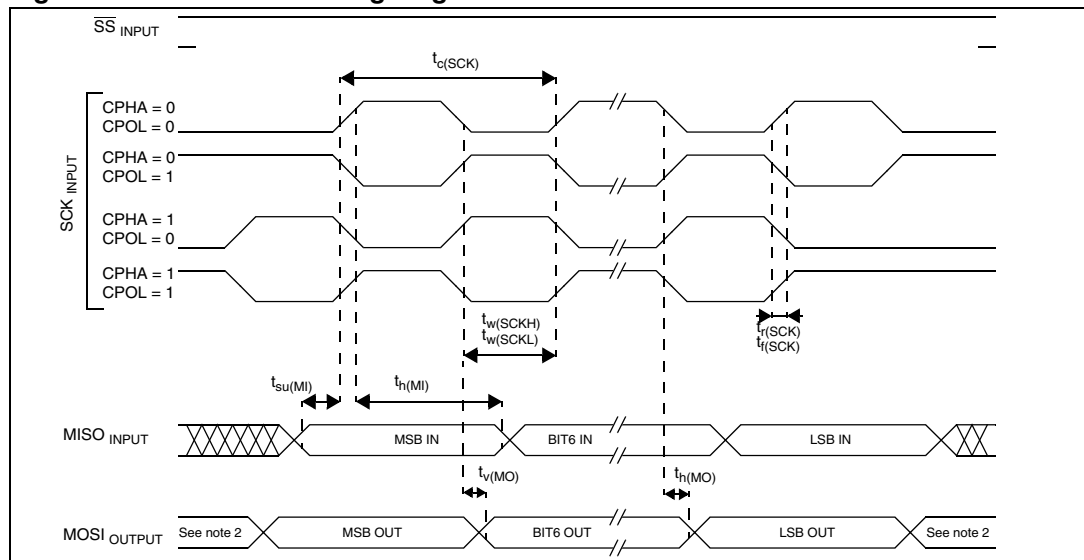 SS INPUT
tc(SCK)
SCK INPUT
CPHA = 0
CPOL = 0
CPHA = 0
CPOL = 1
CPHA = 1
CPOL = 0
CPHA = 1
CPOL = 1
tw(SCKH)
tw(SCKL)
tr(SCK)
tf(SCK)
tsu(MI)
th(MI)
MISO INPUT
MSB IN
BIT6 IN
LSB IN
tv(MO)
th(MO)
MOSI OUTPUT
See note 2
MSB OUT
BIT6 OUT
LSB OUT
See note 2